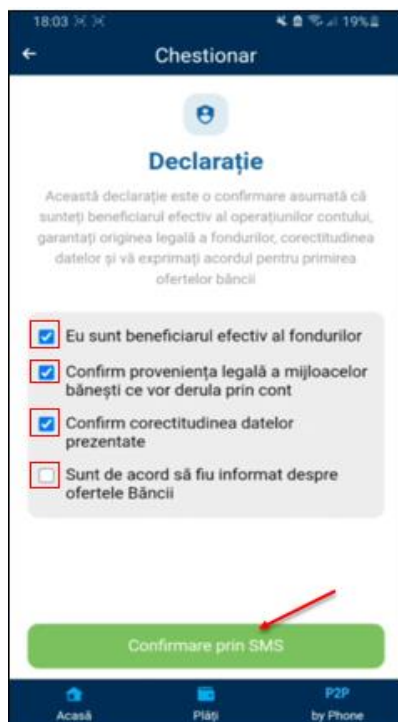 18:03 19%
Chestionar
Declarație
Această declarație este o confirmare asumată că
sunteți beneficiarul efectiv al operațiunilor contului,
garantați originea legală a fondurilor, corectitudinea
datelor și vă exprimați acordul pentru primirea
ofertelor băncii
Eu sunt beneficiarul efectiv al fondurilor
Confirm proveniența legală a mijloacelor
bănești ce vor derula prin cont
Confirm corectitudinea datelor
prezentate
Sunt de acord să fiu informat despre
ofertele Băncii
Confirmare prin SMS
P2P
Acasă Plăți by Phone